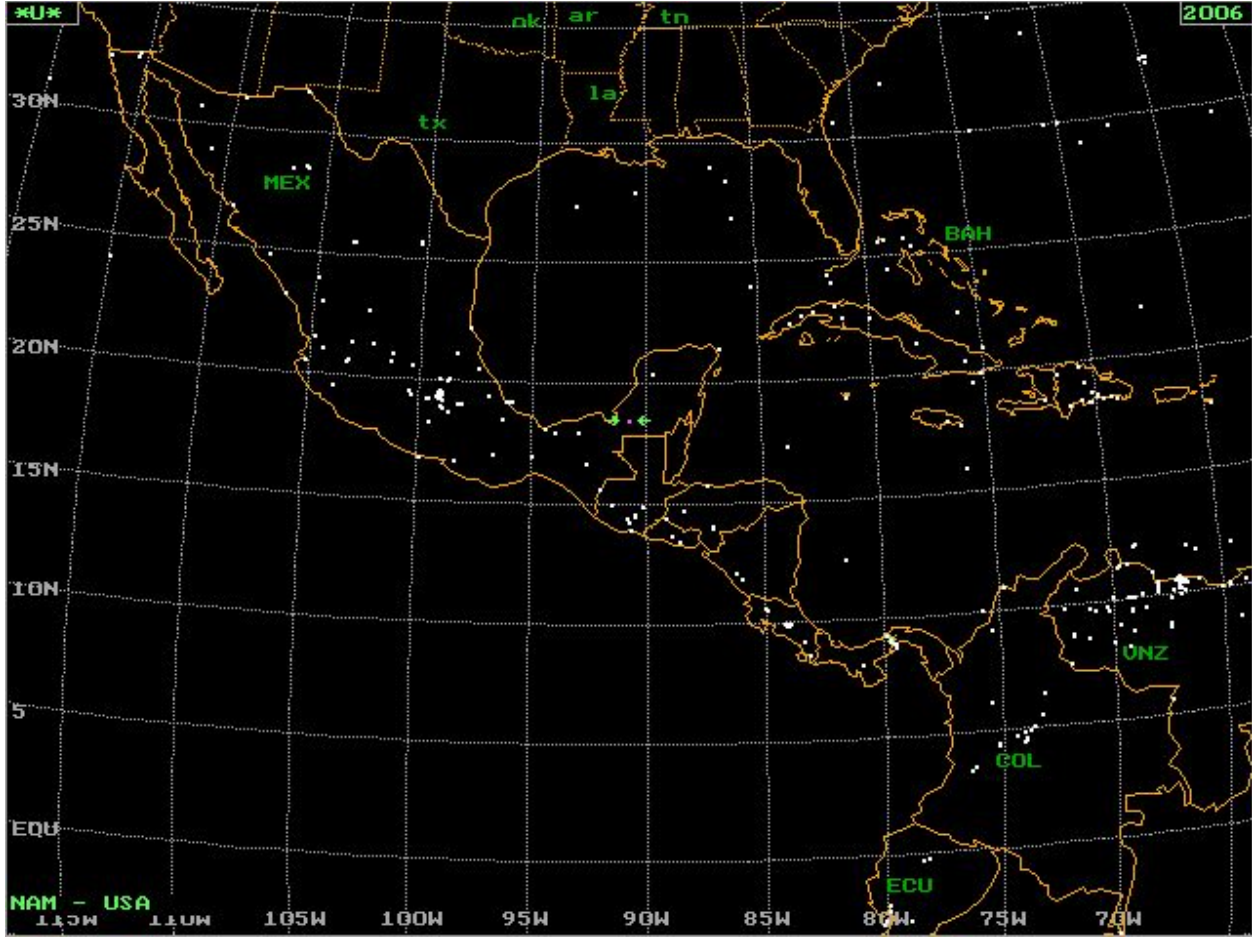 *U* ok ar tn 2006
la
30N
tx
MEX
25N
BAH
20N
15N
10N
VNZ
5
COL
EQU
ECU
NAM - USA
115W 110W 105W 100W 95W 90W 85W 80W 75W 70W